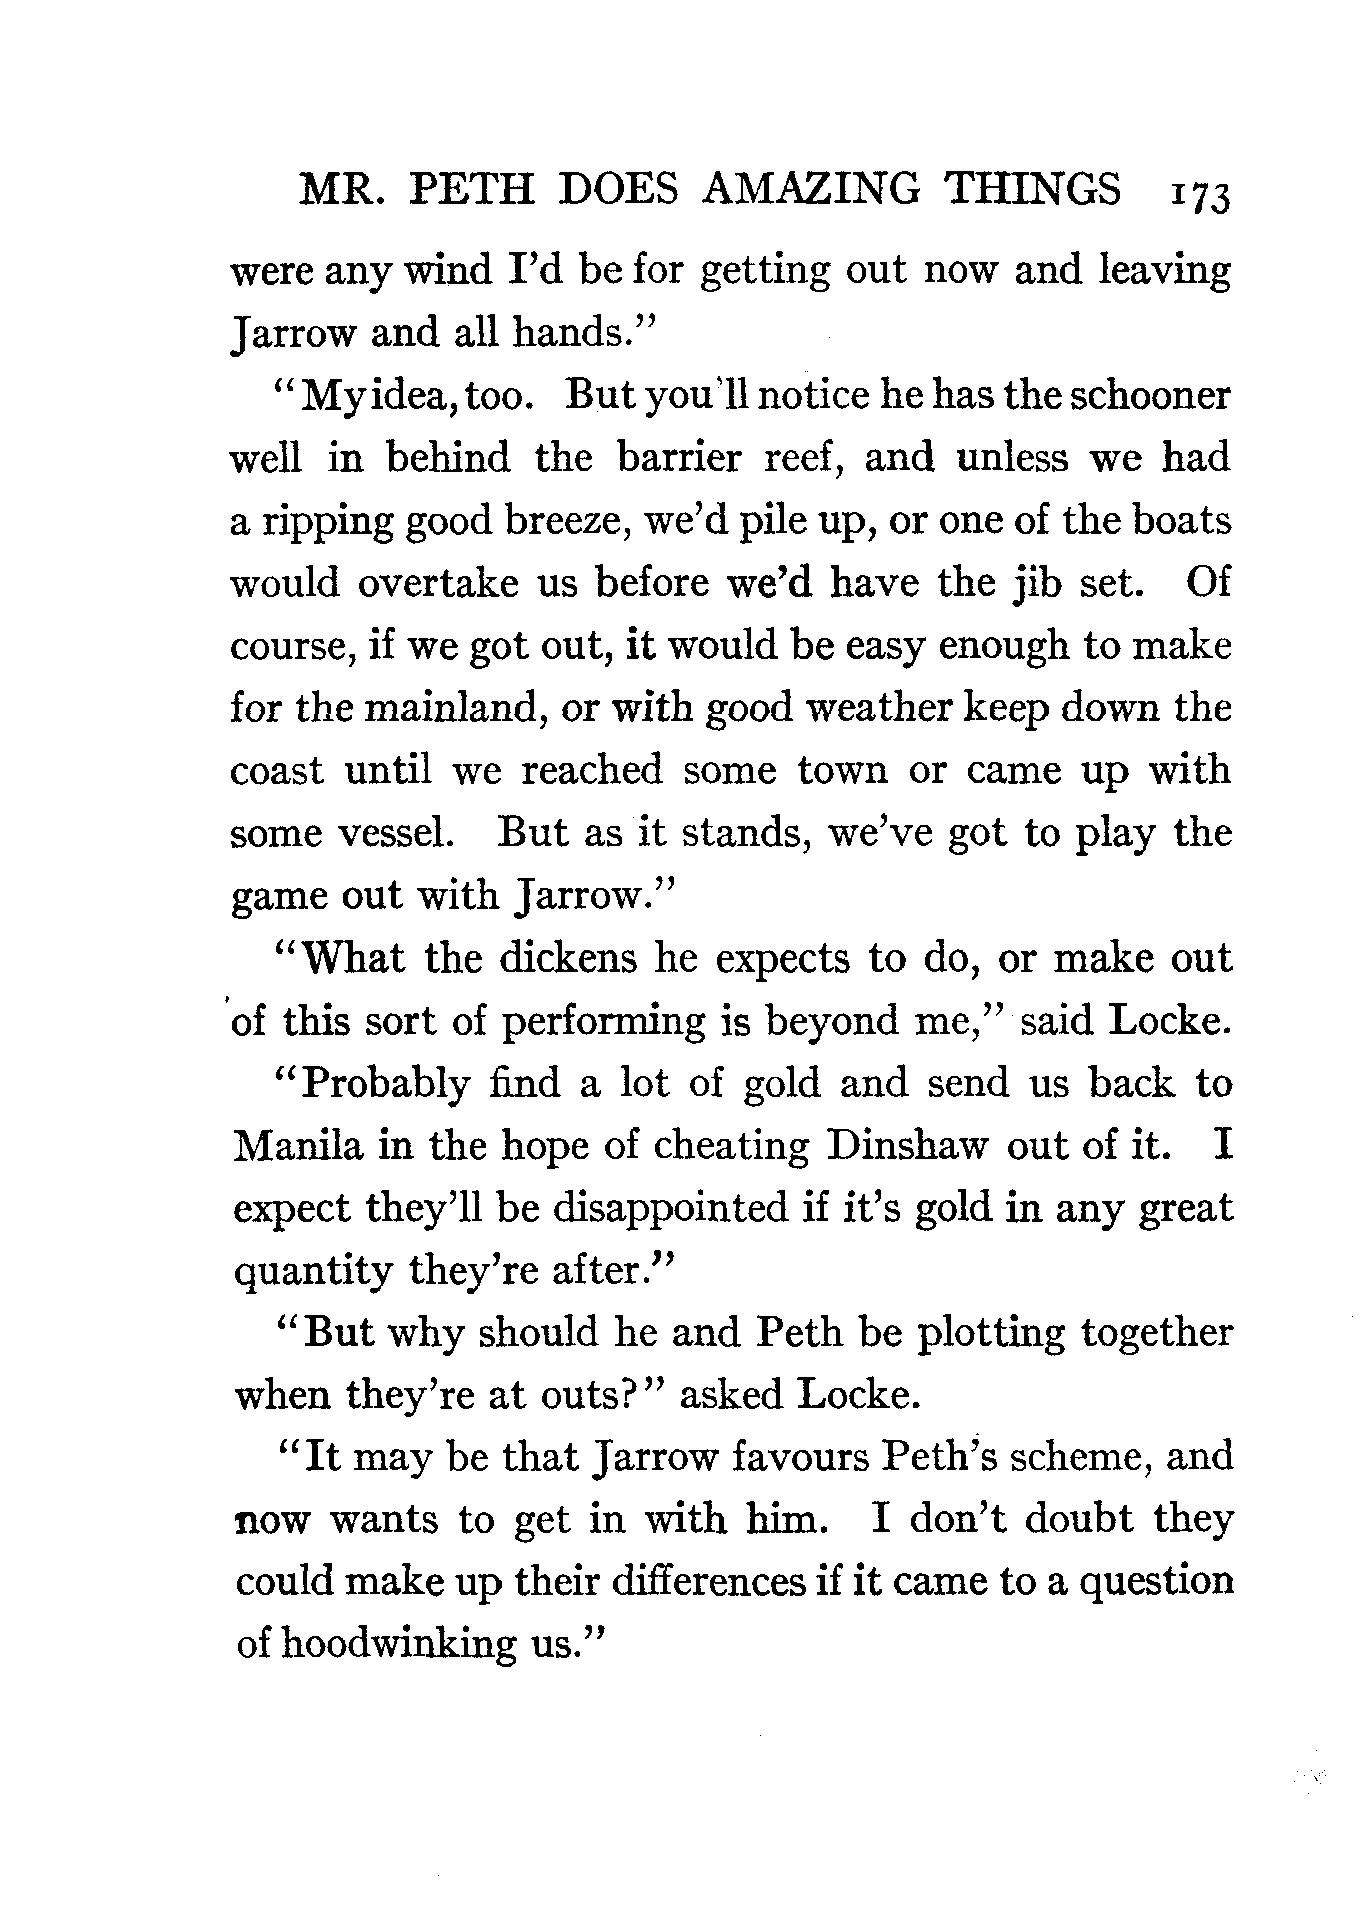 MR. PETH DOES AMAZING THINGS 173
were any wind I'd be for getting out now and leaving
Jarrow and all hands."
"My idea, too. But you'll notice he has the schooner
well in behind the barrier reef, and unless we had
a ripping good breeze, we'd pile up, or one of the boats
would overtake us before we'd have the jib set. Of
course, if we got out, it would be easy enough to make
for the mainland, or with good weather keep down the
coast until we reached some town or came up with
some vessel. But as it stands, we've got to play the
game out with Jarrow."
"What the dickens he expects to do, or make out
of this sort of performing is beyond me," said Locke.
"Probably find a lot of gold and send us back to
Manila in the hope of cheating Dinshaw out of it. I
expect they'll be disappointed if it's gold in any great
quantity they're after."
"But why should he and Peth be plotting together
when they're at outs?" asked Locke.
"It may be that Jarrow favours Peth's scheme, and
now wants to get in with him. I don't doubt they
could make up their differences if it came to a question
of hoodwinking us."